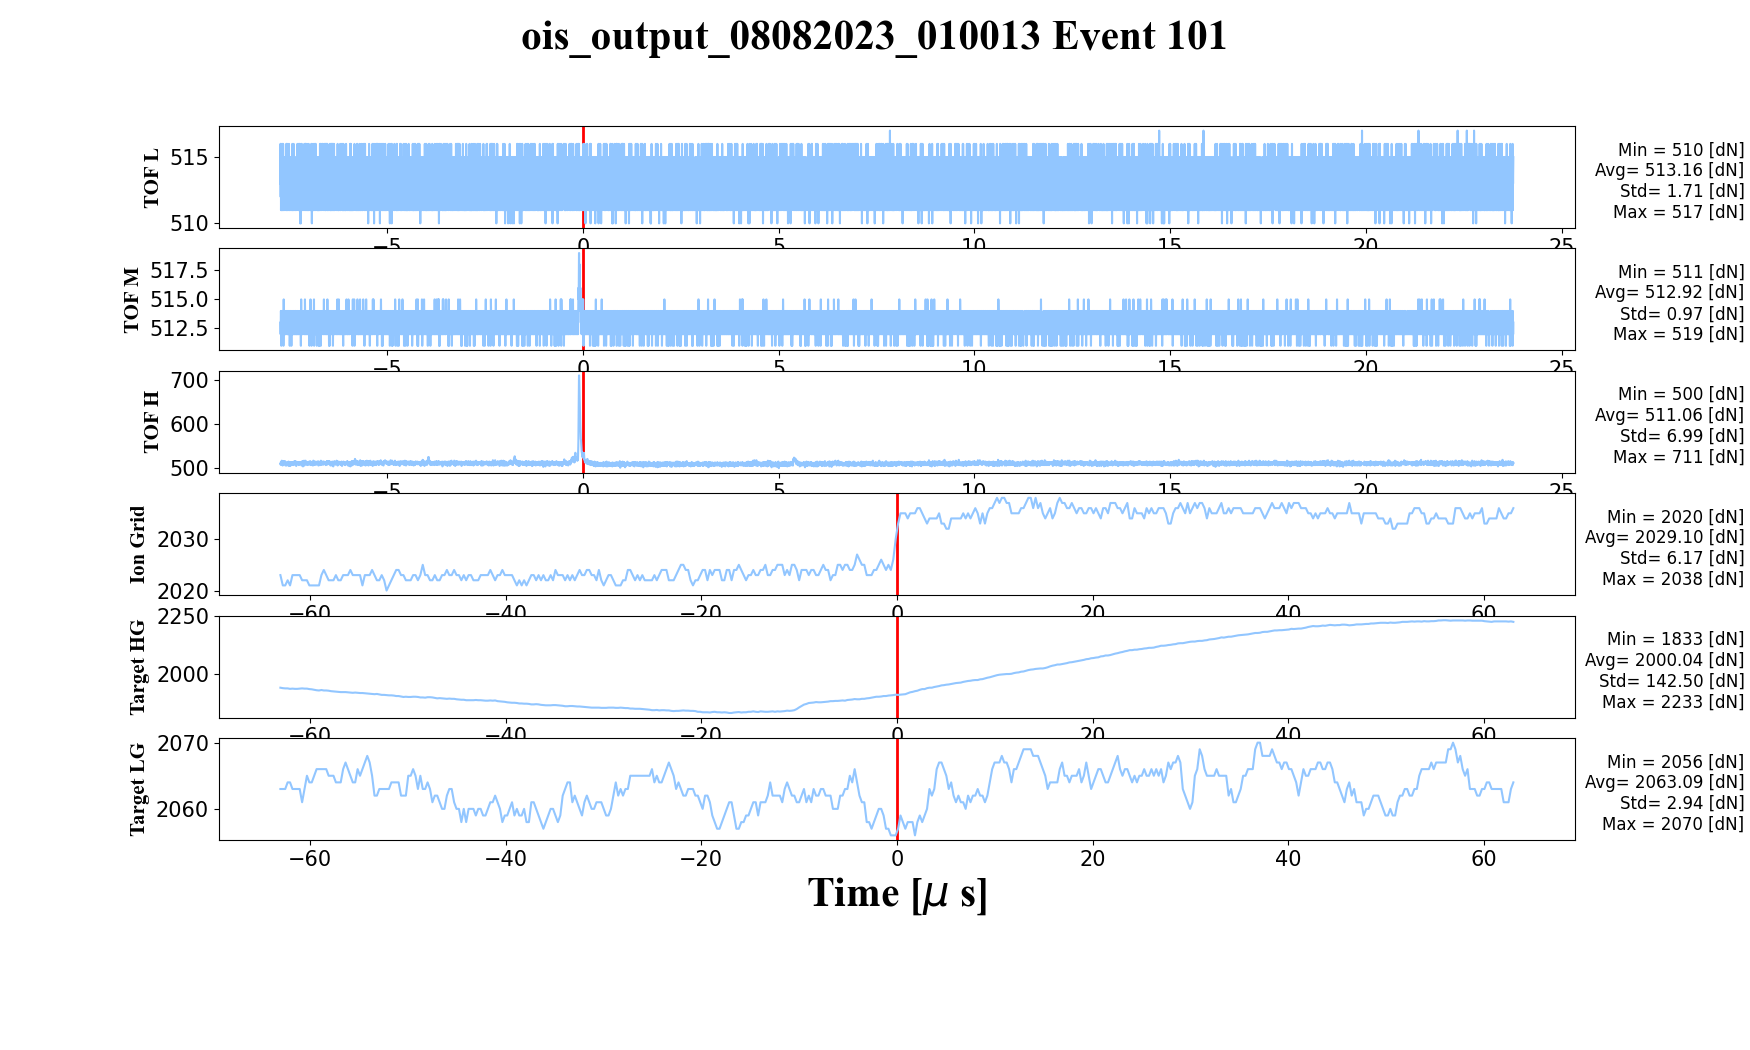 ois_output_08082023_010013 Event 101
TOF L
515
510
−5 0 5 10 15 20 25
Min = 510 [dN]
Avg= 513.16 [dN]
Std= 1.71 [dN]
Max = 517 [dN]
TOF M
517.5
515.0
512.5
−5 0 5 10 15 20 25
Min = 511 [dN]
Avg= 512.92 [dN]
Std= 0.97 [dN]
Max = 519 [dN]
TOF H
700
600
500
−5 0 5 10 15 20 25
Min = 500 [dN]
Avg= 511.06 [dN]
Std= 6.99 [dN]
Max = 711 [dN]
Ion Grid
2030
2020
−60 −40 −20 0 20 40 60
Min = 2020 [dN]
Avg= 2029.10 [dN]
Std= 6.17 [dN]
Max = 2038 [dN]
Target HG
2250
2000
−60 −40 −20 0 20 40 60
Min = 1833 [dN]
Avg= 2000.04 [dN]
Std= 142.50 [dN]
Max = 2233 [dN]
Target LG
2070
2060
−60 −40 −20 0 20 40 60
Min = 2056 [dN]
Avg= 2063.09 [dN]
Std= 2.94 [dN]
Max = 2070 [dN]
Time [μ s]